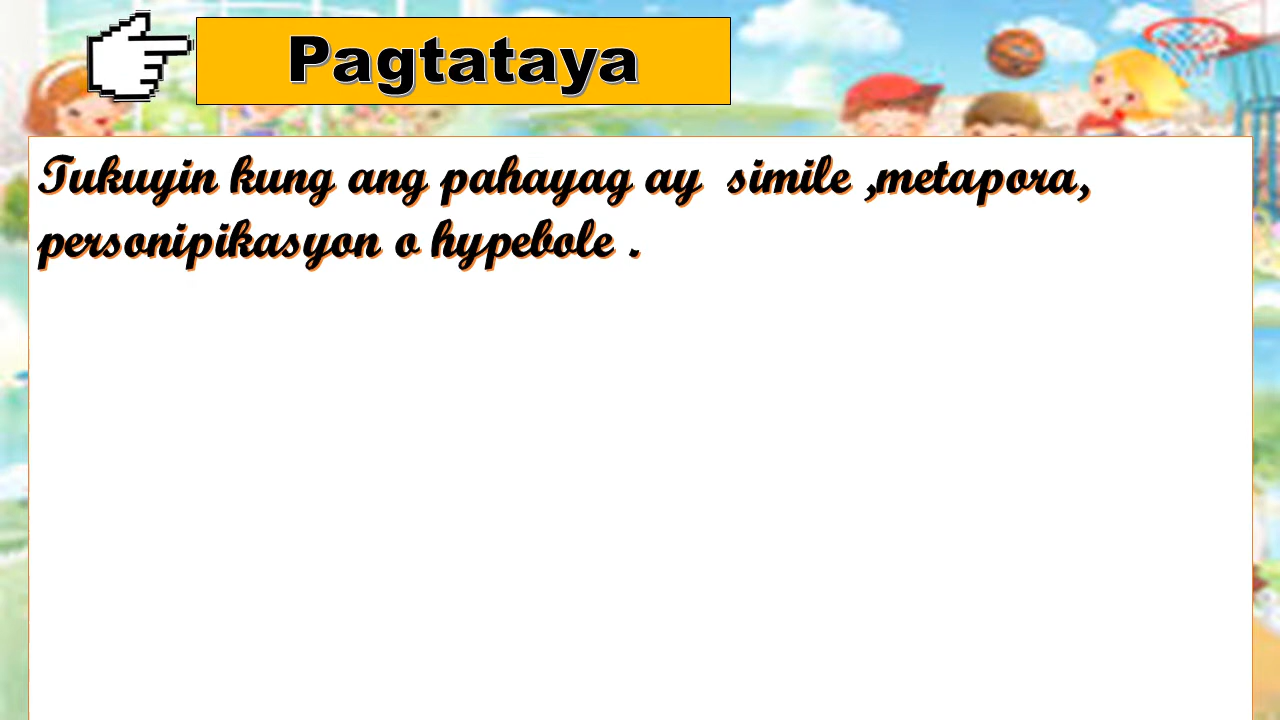 Pagtataya
Tukuyin kung ang pahayag ay simile ,metapora,
personipikasyon o hypebole .